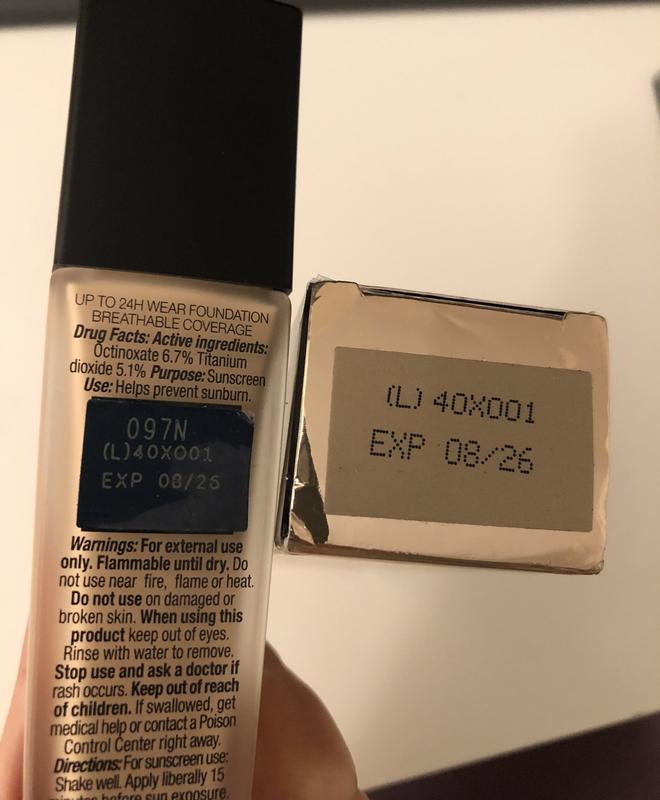 UP TO 24H WEAR FOUNDATION
BREATHABLE COVERAGE
Drug Facts: Active ingredients:
Octinoxate 6.7% Titanium
dioxide 5.1% Purpose: Sunscreen
Use: Helps prevent sunburn.
097N
(L)40X001
EXP 08/26
Warnings: For external use
only. Flammable until dry. Do
not use near fire, flame or heat.
Do not use on damaged or
broken skin. When using this
product keep out of eyes.
Rinse with water to remove.
Stop use and ask a doctor if
rash occurs. Keep out of reach
of children. If swallowed, get
medical help or contact a Poison
Control Center right away.
Directions: For sunscreen use:
Shake well. Apply liberally 15
minutes before sun exposure.
(L) 40X001
EXP 08/26